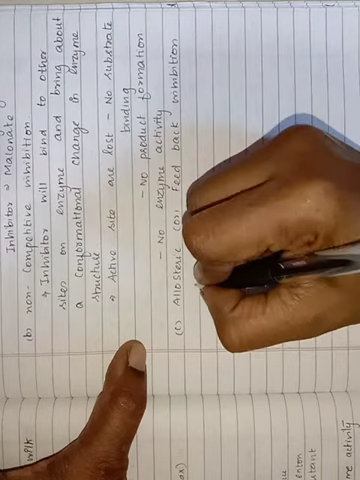 Inhibitor → Malonate
(b) non-Competitive inhibition
→ Inhibitor will bind to other
sites on enzyme and bring about
a conformational change in Enzyme
structure
→ Active site are lost - No substrate
binding
- No product formation
- No enzyme activity
(c) Allosteric (or) Feed back inhibition
me activity